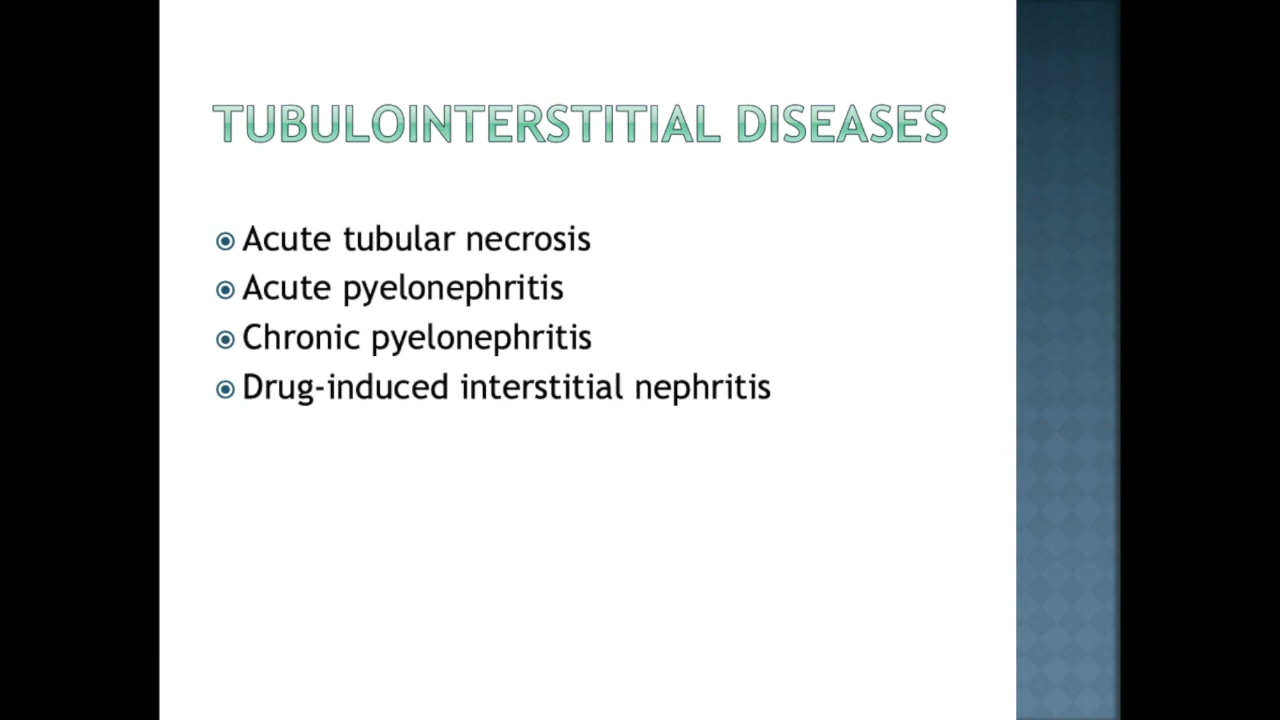 TUBULOINTERSTITIAL DISEASES
Acute tubular necrosis
Acute pyelonephritis
Chronic pyelonephritis
Drug-induced interstitial nephritis